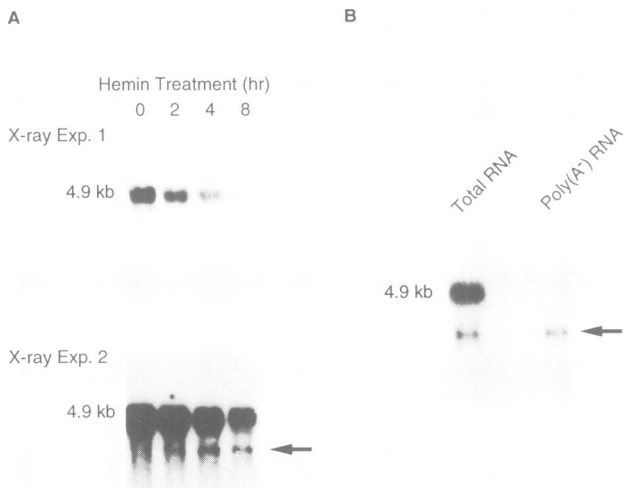 A
Hemin Treatment (hr)
0 2 4 8
X-ray Exp. 1
4.9 kb
X-ray Exp. 2
4.9 kb
B
Total RNA
Poly(A⁻) RNA
4.9 kb